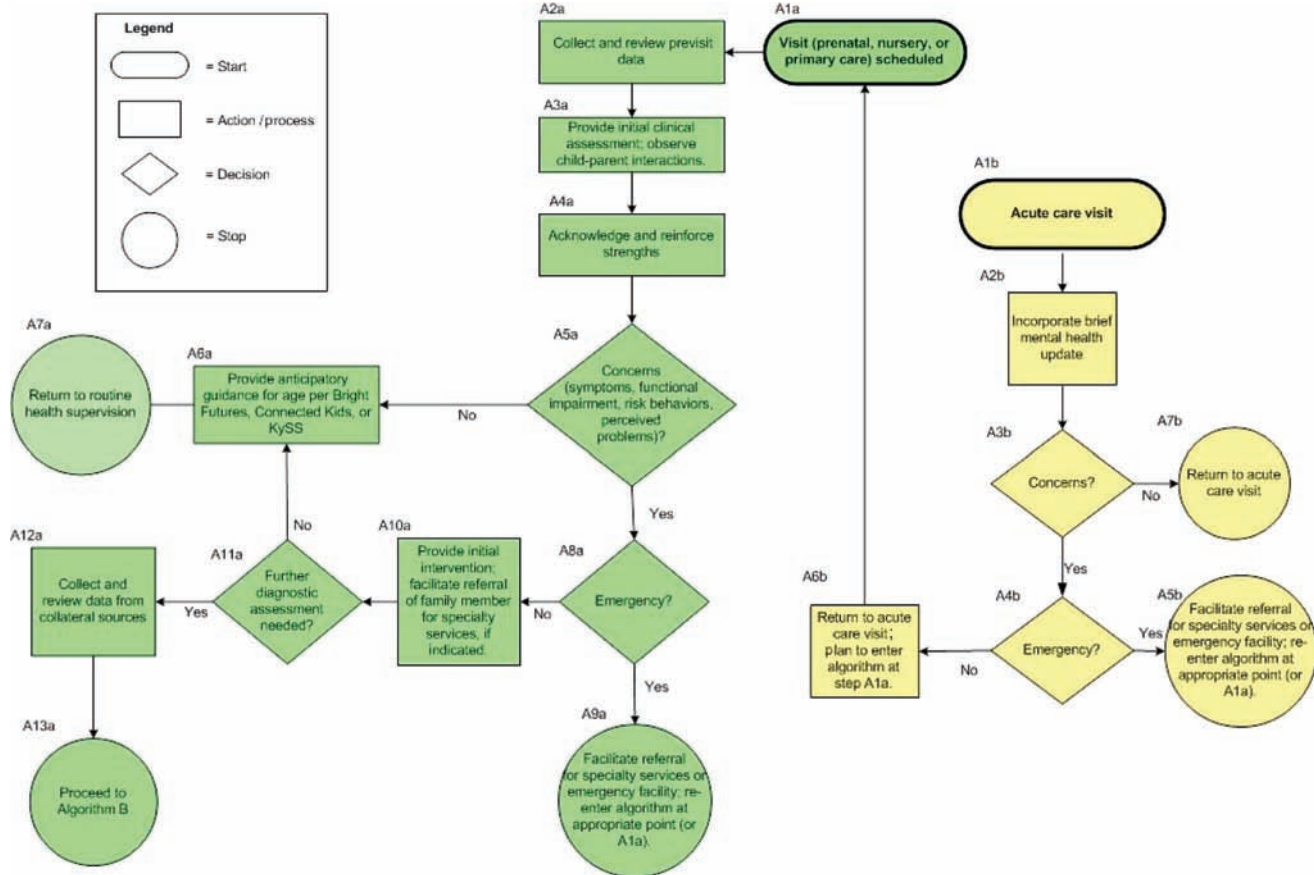 Legend
= Start
= Action /process
= Decision
= Stop
A2a
Collect and review previsit
data
A1a
Visit (prenatal, nursery, or
primary care) scheduled
A3a
Provide initial clinical
assessment; observe
child-parent interactions.
A4a
Acknowledge and reinforce
strengths
A5a
Concerns
(symptoms, functional
impairment, risk behaviors,
perceived
problems)?
No
Yes
A6a
Provide anticipatory
guidance for age per Bright
Futures, Connected Kids, or
KySS
A7a
Return to routine
health supervision
A8a
Emergency?
No
Yes
A9a
Facilitate referral
for specialty services or
emergency facility; re-
enter algorithm at
appropriate point (or
A1a).
A10a
Provide initial
intervention;
facilitate referral
of family member
for specialty
services, if
indicated.
A11a
Further
diagnostic
assessment
needed?
No
Yes
A12a
Collect and
review data from
collateral sources
A13a
Proceed to
Algorithm B
A1b
Acute care visit
A2b
Incorporate brief
mental health
update
A3b
Concerns?
No
Yes
A7b
Return to acute
care visit
A4b
Emergency?
Yes
No
A5b
Facilitate referral
for specialty services or
emergency facility; re-
enter algorithm at
appropriate point (or
A1a).
A6b
Return to acute
care visit;
plan to enter
algorithm at
step A1a.